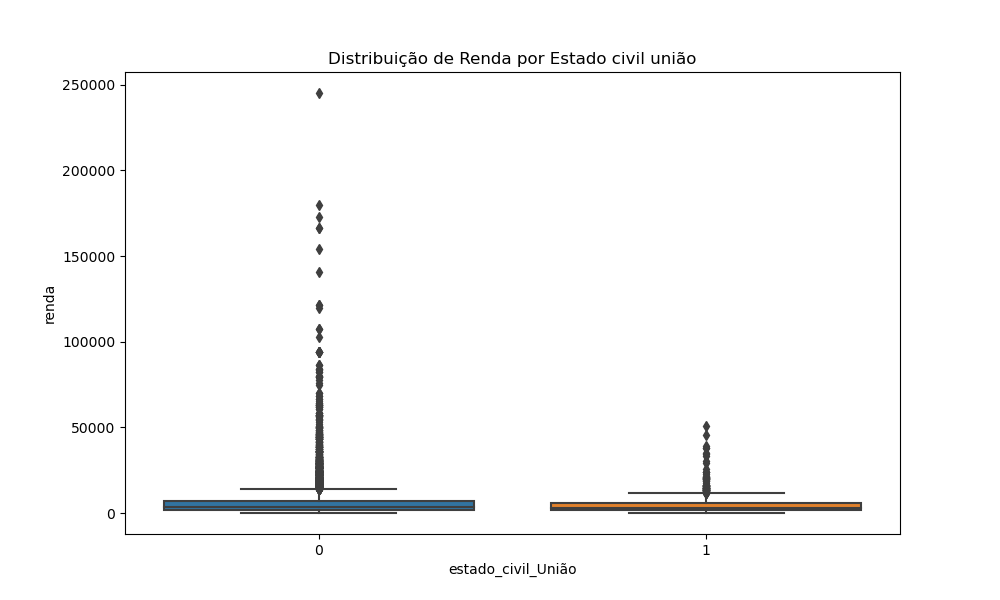 Distribuição de Renda por Estado civil união
250000
200000
150000
100000
50000
0
renda
0 1
estado_civil_União